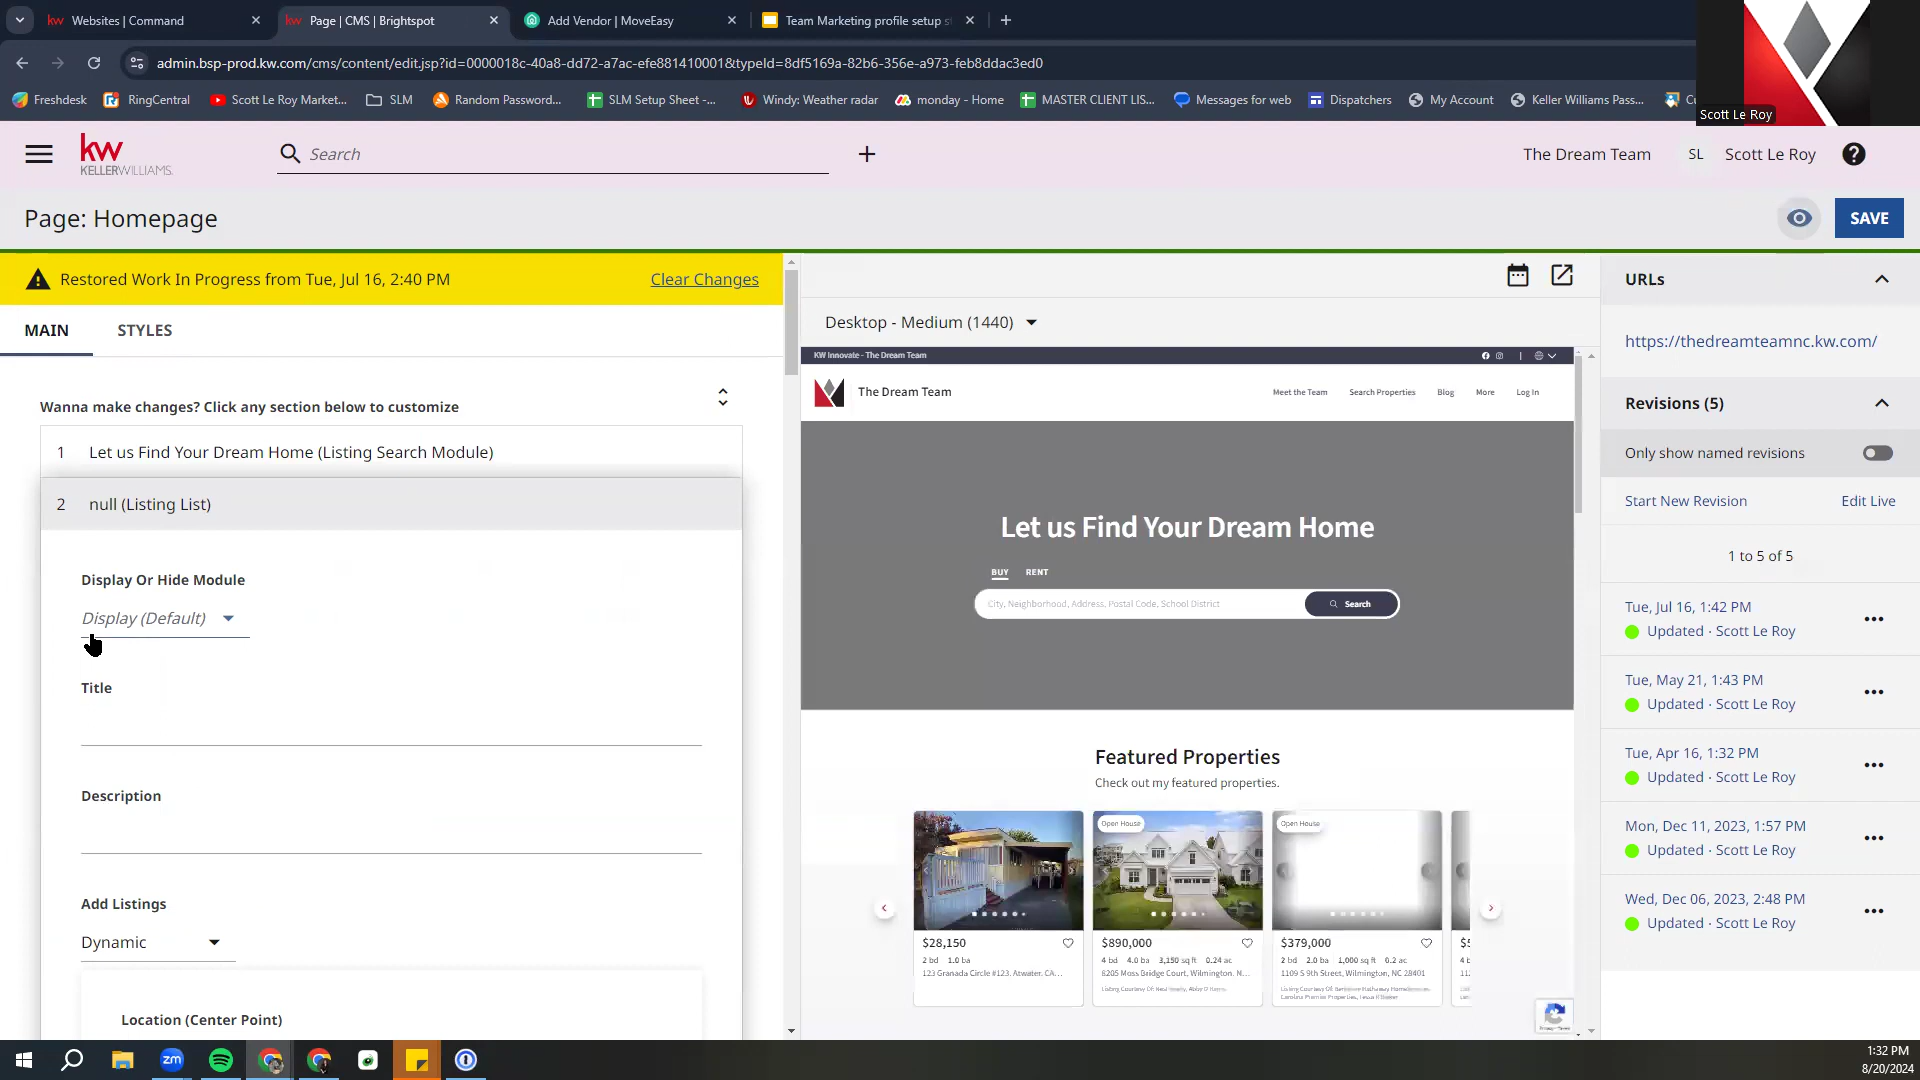 Websites | Command
Page | CMS | Brightspot
Add Vendor | MoveEasy
Team Marketing profile setup s
admin.bsp-prod.kw.com/cms/content/edit.jsp?id=0000018c-40a8-dd72-a7ac-efe881410001&typeId=8df5169a-82b6-356e-a973-feb8ddac3ed0
Freshdesk
RingCentral
Scott Le Roy Market...
SLM
Random Password...
SLM Setup Sheet -...
Windy: Weather radar
monday - Home
MASTER CLIENT LIS...
Messages for web
Dispatchers
My Account
Keller Williams Pass...
Scott Le Roy
kw
KELLERWILLIAMS.
Search
The Dream Team
SL
Scott Le Roy
Page: Homepage
SAVE
Restored Work In Progress from Tue, Jul 16, 2:40 PM
Clear Changes
MAIN
STYLES
Wanna make changes? Click any section below to customize
1 Let us Find Your Dream Home (Listing Search Module)
2 null (Listing List)
Display Or Hide Module
Display (Default)
Title
Description
Add Listings
Dynamic
Location (Center Point)
Desktop - Medium (1440)
KW Innovate - The Dream Team
The Dream Team
Meet the Team
Search Properties
Blog
More
Log In
Let us Find Your Dream Home
BUY
RENT
City, Neighborhood, Address, Postal Code, School District
Search
Featured Properties
Check out my featured properties.
Open House
Open House
$28,150
2 bd 1.0 ba
123 Granada Circle #123, Atwater, CA...
$890,000
4 bd 4.0 ba 3,150 sq ft 0.24 ac
8205 Moss Bridge Court, Wilmington, N...
$379,000
2 bd 2.0 ba 1,000 sq ft 0.2 ac
1109 S 9th Street, Wilmington, NC 28401
URLs
https://thedreamteamnc.kw.com/
Revisions (5)
Only show named revisions
Start New Revision
Edit Live
1 to 5 of 5
Tue, Jul 16, 1:42 PM
Updated · Scott Le Roy
Tue, May 21, 1:43 PM
Updated · Scott Le Roy
Tue, Apr 16, 1:32 PM
Updated · Scott Le Roy
Mon, Dec 11, 2023, 1:57 PM
Updated · Scott Le Roy
Wed, Dec 06, 2023, 2:48 PM
Updated · Scott Le Roy
zm
1:32 PM
8/20/2024